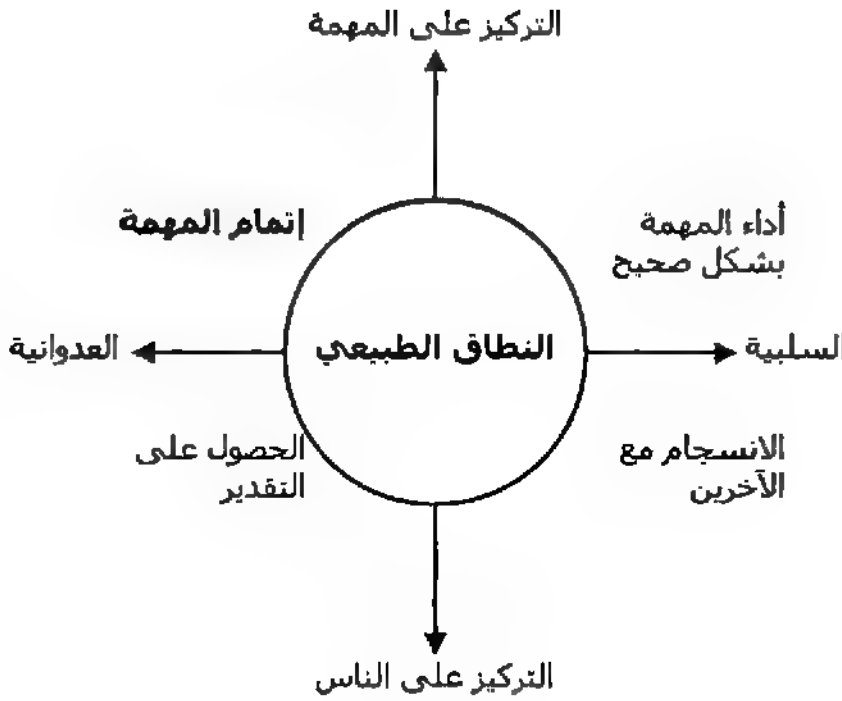 التركيز على المهمة
أداء المهمة
بشكل صحيح
إتمام المهمة
السلبية
النطاق الطبيعي
العدوانية
الانسجام مع
الآخرين
الحصول على
التقدير
التركيز على الناس